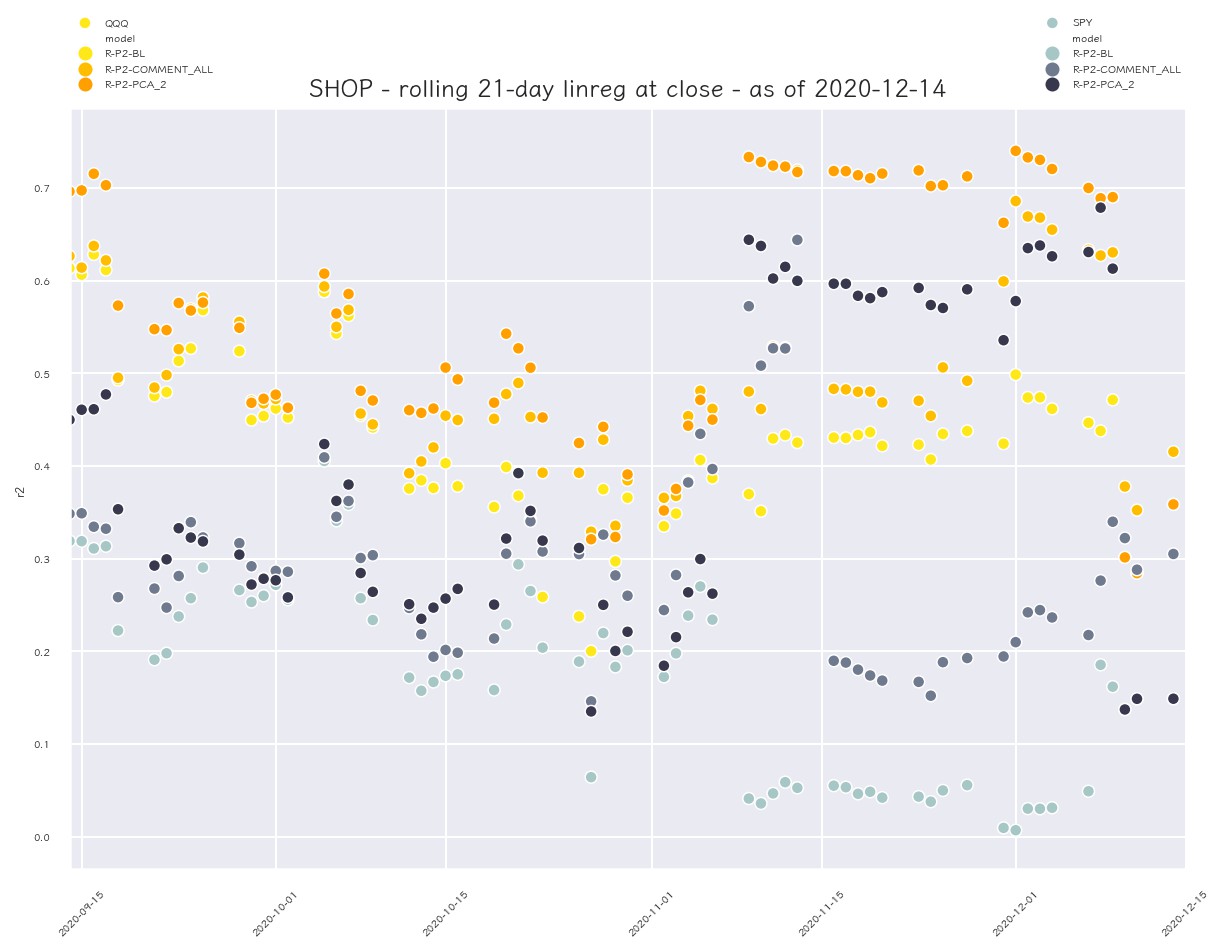 QQQ
model
R-P2-BL
R-P2-COMMENT_ALL
R-P2-PCA_2
SPY
model
R-P2-BL
R-P2-COMMENT_ALL
R-P2-PCA_2
SHOP - rolling 21-day linreg at close - as of 2020-12-14
0.7
0.6
0.5
0.4
0.3
0.2
0.1
0.0
r2
2020-09-15
2020-10-01
2020-10-15
2020-11-01
2020-11-15
2020-12-01
2020-12-15